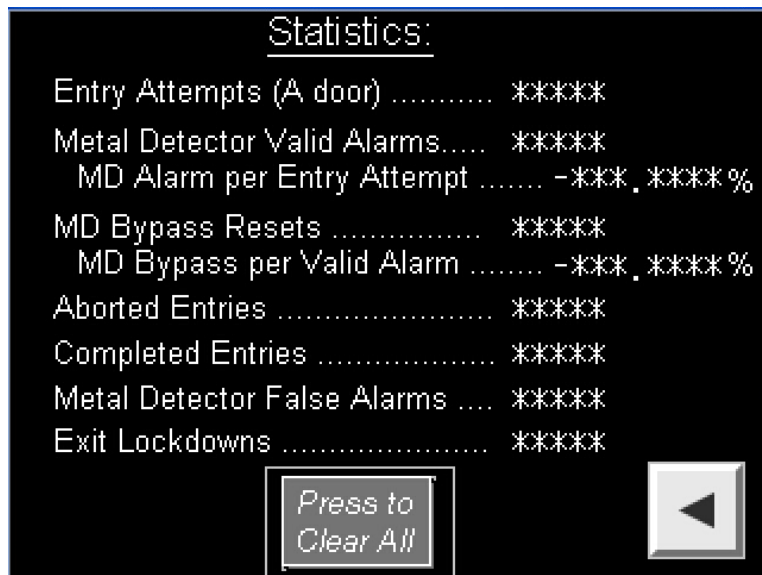 Statistics:
Entry Attempts (A door) ........... *****
Metal Detector Valid Alarms..... *****
MD Alarm per Entry Attempt ....... -***.****%
MD Bypass Resets ................ *****
MD Bypass per Valid Alarm ........ -***.****%
Aborted Entries ....................... *****
Completed Entries ................... *****
Metal Detector False Alarms .... *****
Exit Lockdowns ...................... *****
Press to
Clear All